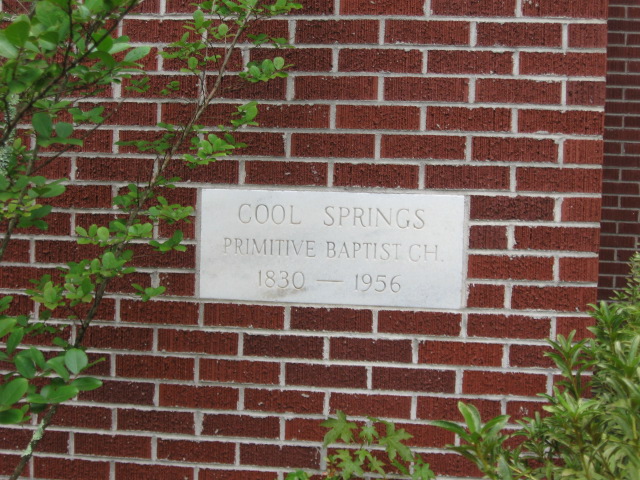 COOL SPRINGS
PRIMITIVE BAPTIST CH.
1830 — 1956